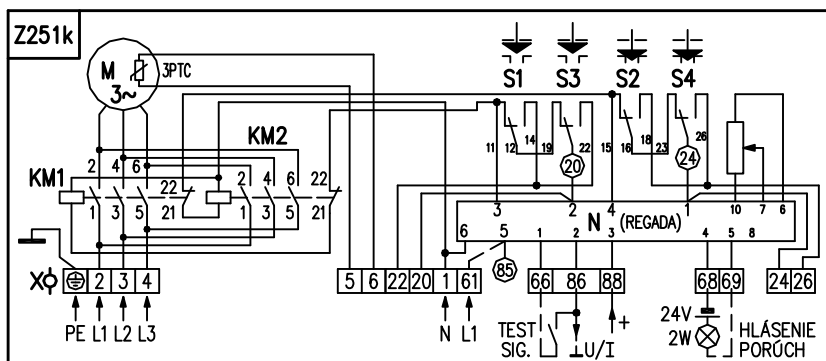 Z251k
M
3~
3PTC
S1 S3 S2 S4
KM2
KM1
2 4 6 22
1 3 5 21
2 4 6 22
1 3 5 21
11 12 14 19 22 15 16 18 23 26
20 24
3 2 4 1 10 7 6
N (REGADA)
6 5 1 2 3 4 5 8
85
X
2 3 4
5 6 22 20 1 61
66 86 88
68 69
24 26
PE L1 L2 L3
N L1
TEST
SIG.
⊥U/I
+
24V
2W
HLÁSENIE
PORÚCH